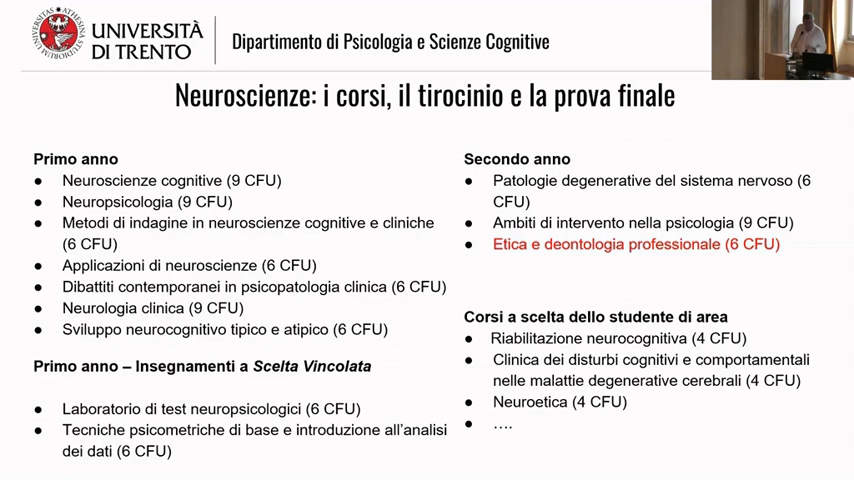 UNIVERSITÀ
DI TRENTO
Dipartimento di Psicologia e Scienze Cognitive
Neuroscienze: i corsi, il tirocinio e la prova finale
Primo anno
● Neuroscienze cognitive (9 CFU)
● Neuropsicologia (9 CFU)
● Metodi di indagine in neuroscienze cognitive e cliniche
(6 CFU)
● Applicazioni di neuroscienze (6 CFU)
● Dibattiti contemporanei in psicopatologia clinica (6 CFU)
● Neurologia clinica (9 CFU)
● Sviluppo neurocognitivo tipico e atipico (6 CFU)
Primo anno – Insegnamenti a Scelta Vincolata
● Laboratorio di test neuropsicologici (6 CFU)
● Tecniche psicometriche di base e introduzione all'analisi
dei dati (6 CFU)
Secondo anno
● Patologie degenerative del sistema nervoso (6
CFU)
● Ambiti di intervento nella psicologia (9 CFU)
● Etica e deontologia professionale (6 CFU)
Corsi a scelta dello studente di area
● Riabilitazione neurocognitiva (4 CFU)
● Clinica dei disturbi cognitivi e comportamentali
nelle malattie degenerative cerebrali (4 CFU)
● Neuroetica (4 CFU)
● ....